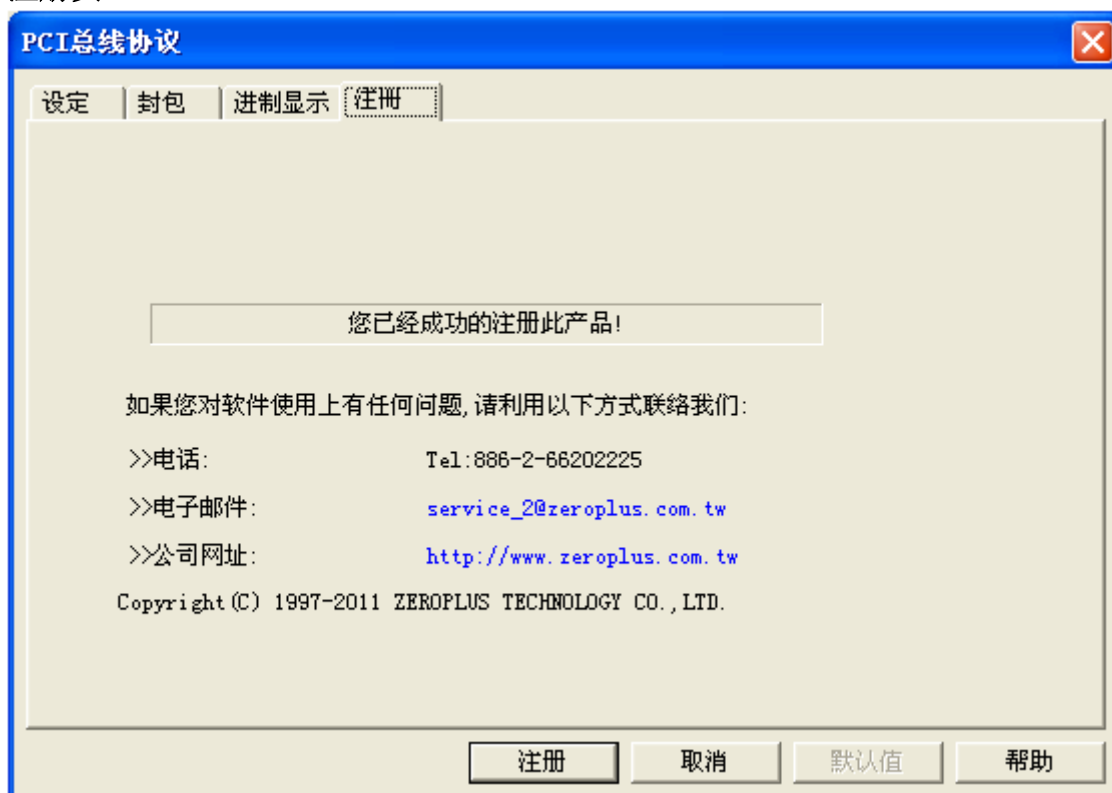 PCI总线协议
设定 封包 进制显示 注册
您已经成功的注册此产品!
如果您对软件使用上有任何问题,请利用以下方式联络我们:
>>电话: Tel:886-2-66202225
>>电子邮件: service_2@zeroplus.com.tw
>>公司网址: http://www.zeroplus.com.tw
Copyright(C) 1997-2011 ZEROPLUS TECHNOLOGY CO.,LTD.
注册 取消 默认值 帮助